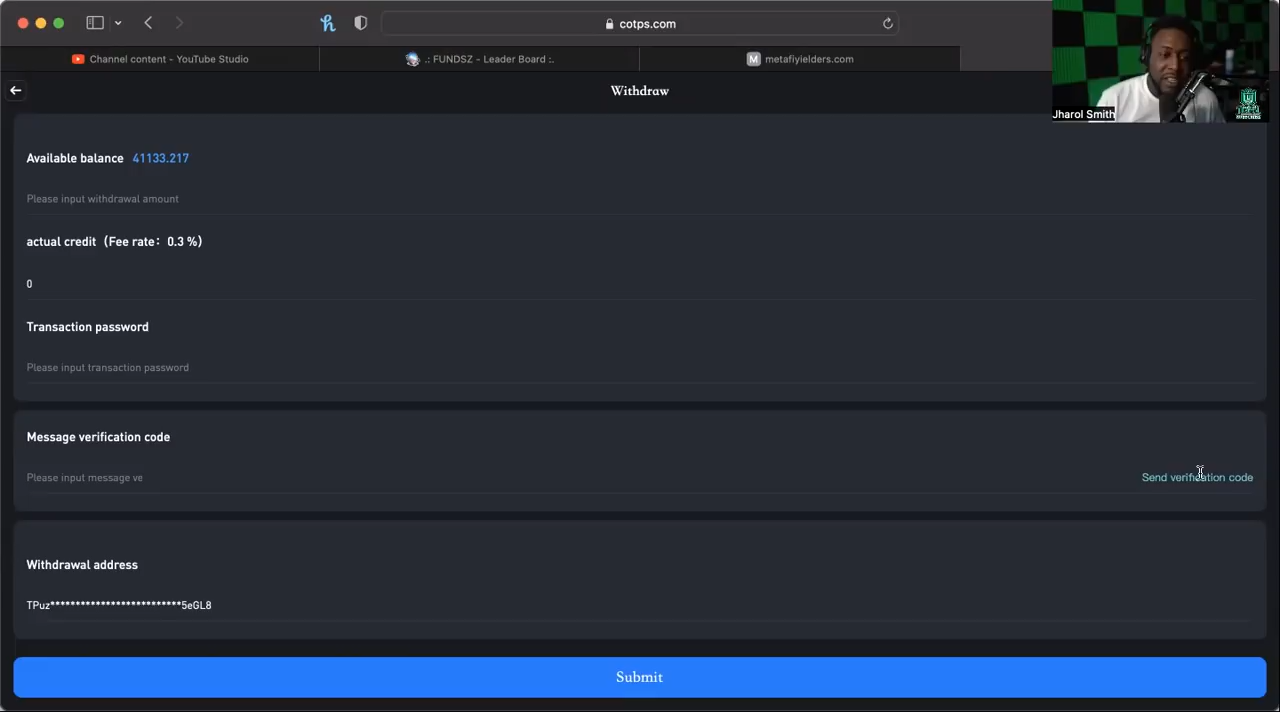 cotps.com
Channel content - YouTube Studio
.: FUNDSZ - Leader Board :.
M metafiyielders.com
Withdraw
Jharol Smith
Available balance 41133.217
Please input withdrawal amount
actual credit（Fee rate：0.3 %）
0
Transaction password
Please input transaction password
Message verification code
Please input message ve
Send verification code
Withdrawal address
TPuz**************************5eGL8
Submit